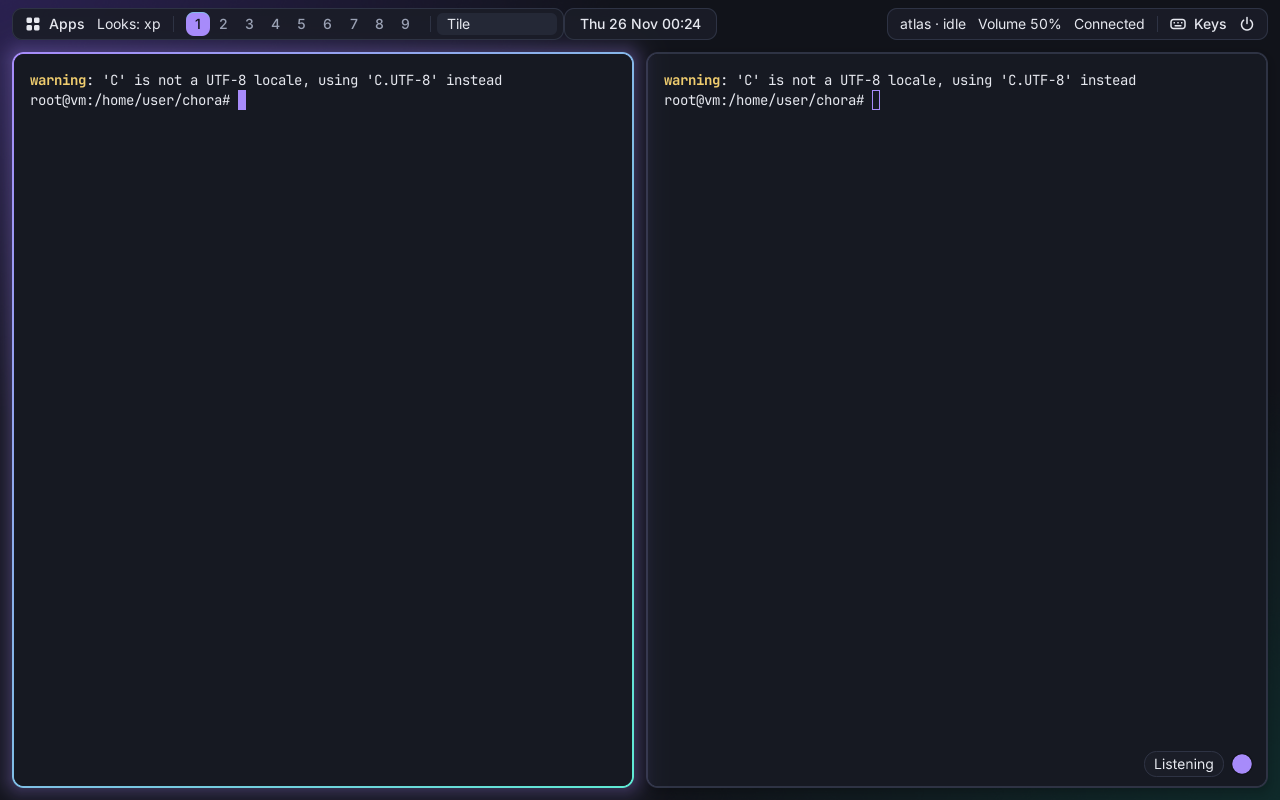 Apps Looks: xp 1 2 3 4 5 6 7 8 9 Tile Thu 26 Nov 00:24 atlas · idle Volume 50% Connected Keys
warning: 'C' is not a UTF-8 locale, using 'C.UTF-8' instead
root@vm:/home/user/chora#
warning: 'C' is not a UTF-8 locale, using 'C.UTF-8' instead
root@vm:/home/user/chora#
Listening